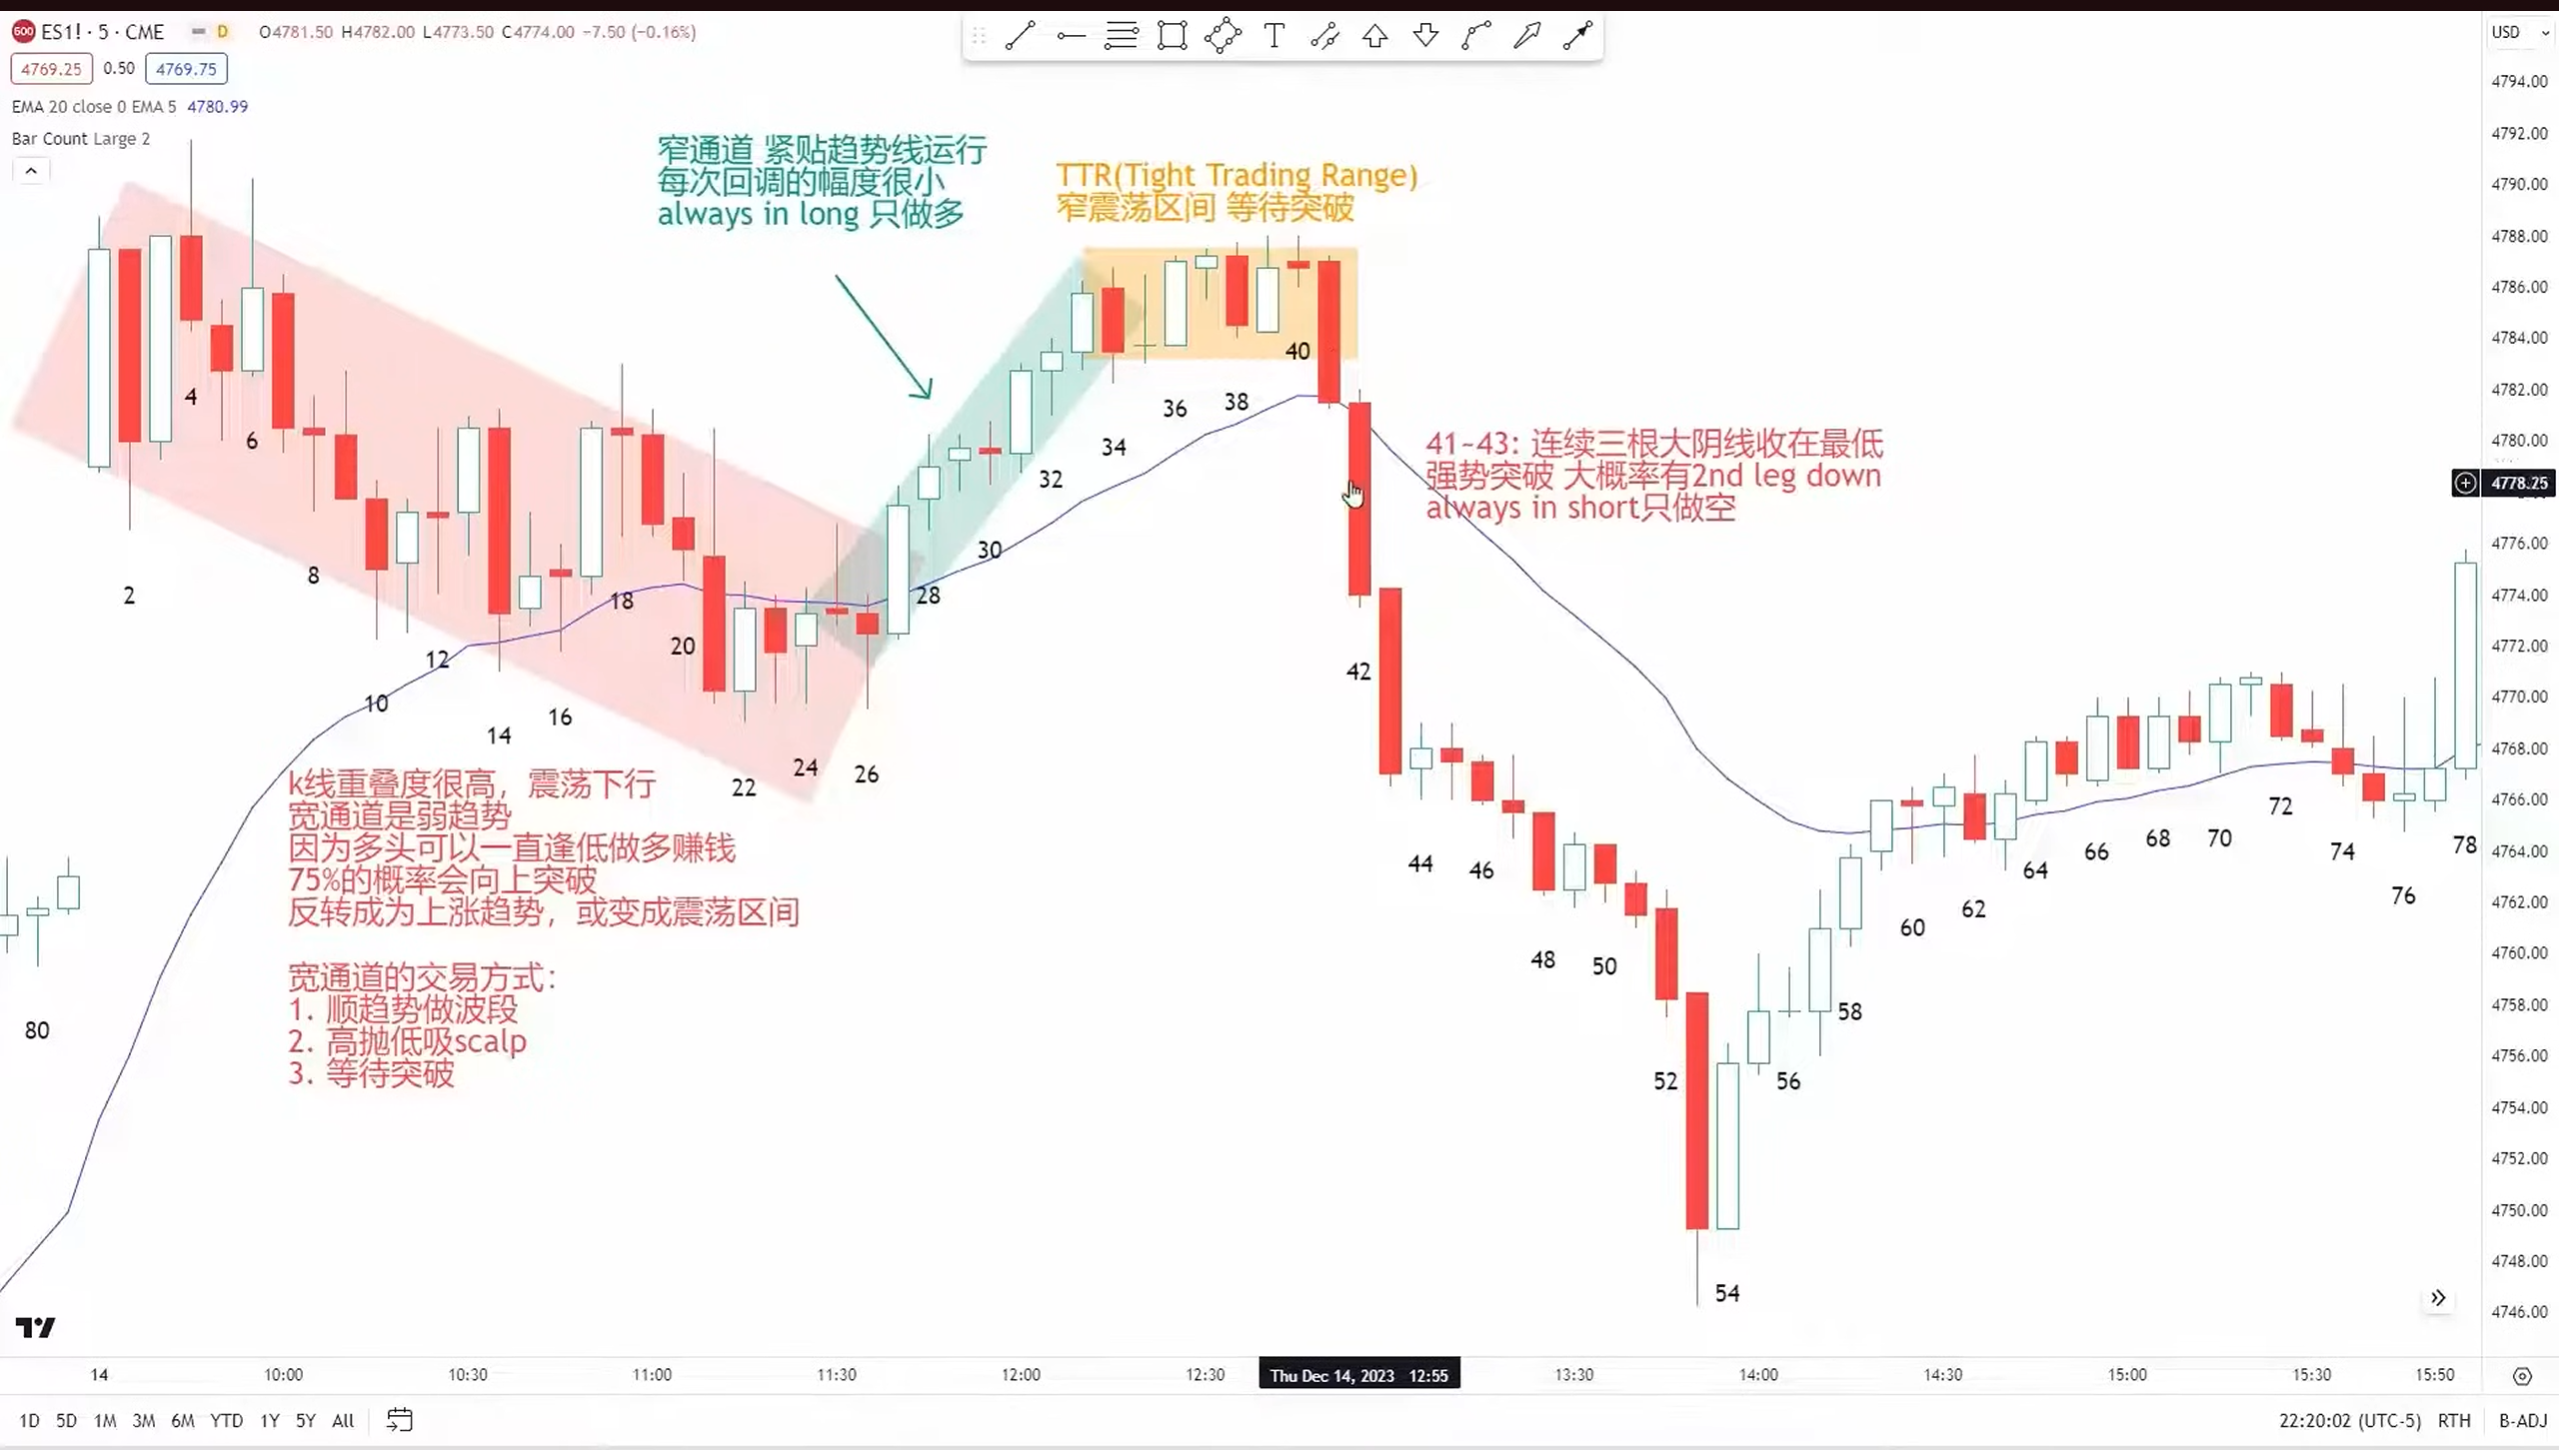 ES1! · 5 · CME D O4781.50 H4782.00 L4773.50 C4774.00 −7.50 (−0.16%)
4769.25 0.50 4769.75
EMA 20 close 0 EMA 5 4780.99
Bar Count Large 2
T
USD
窄通道 紧贴趋势线运行
每次回调的幅度很小
always in long 只做多
TTR(Tight Trading Range)
窄震荡区间 等待突破
41~43: 连续三根大阴线收在最低
强势突破 大概率有2nd leg down
always in short只做空
k线重叠度很高，震荡下行
宽通道是弱趋势
因为多头可以一直逢低做多赚钱
75%的概率会向上突破
反转成为上涨趋势，或变成震荡区间
宽通道的交易方式：
1. 顺趋势做波段
2. 高抛低吸scalp
3. 等待突破
80
2
4
6
8
10
12
14
16
18
20
22
24
26
28
30
32
34
36
38
40
42
44
46
48
50
52
54
56
58
60
62
64
66
68
70
72
74
76
78
4794.00
4792.00
4790.00
4788.00
4786.00
4784.00
4782.00
4780.00
4778.25
4776.00
4774.00
4772.00
4770.00
4768.00
4766.00
4764.00
4762.00
4760.00
4758.00
4756.00
4754.00
4752.00
4750.00
4748.00
4746.00
14 10:00 10:30 11:00 11:30 12:00 12:30 Thu Dec 14, 2023 12:55 13:30 14:00 14:30 15:00 15:30 15:50
1D 5D 1M 3M 6M YTD 1Y 5Y All 22:20:02 (UTC-5) RTH B-ADJ